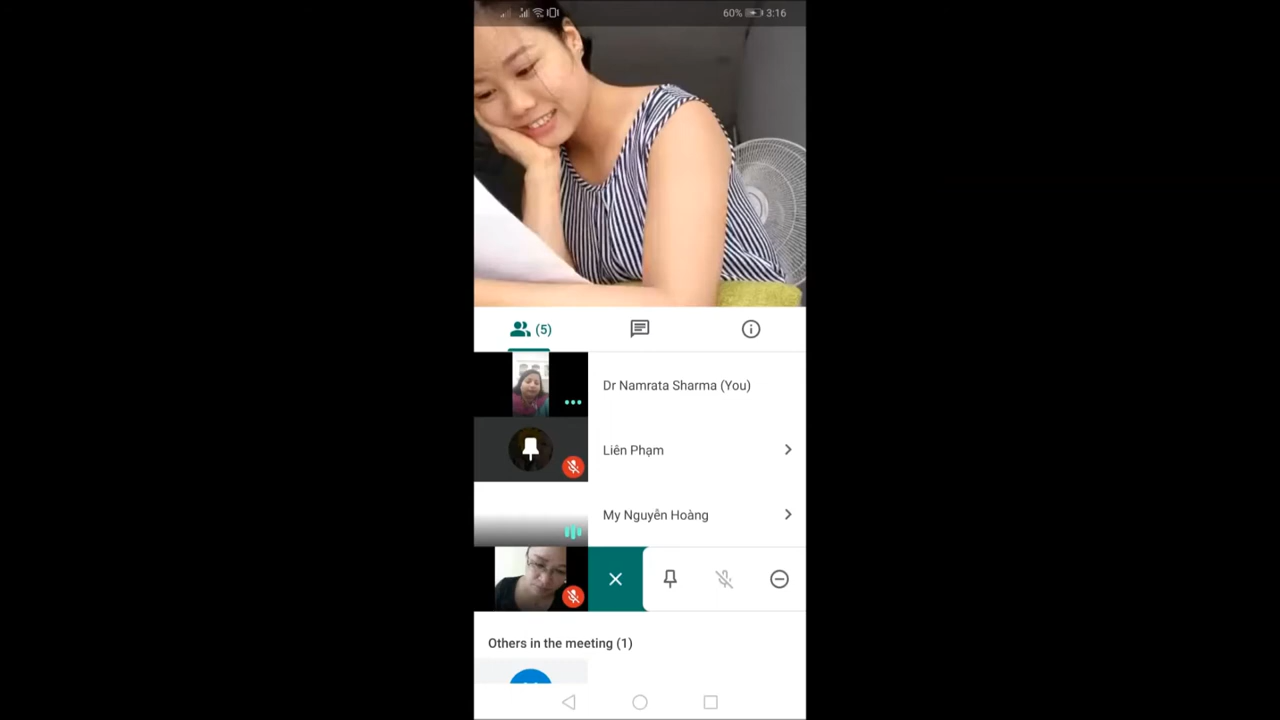 60% 3:16
(5)
Dr Namrata Sharma (You)
Liên Phạm
My Nguyễn Hoàng
Others in the meeting (1)